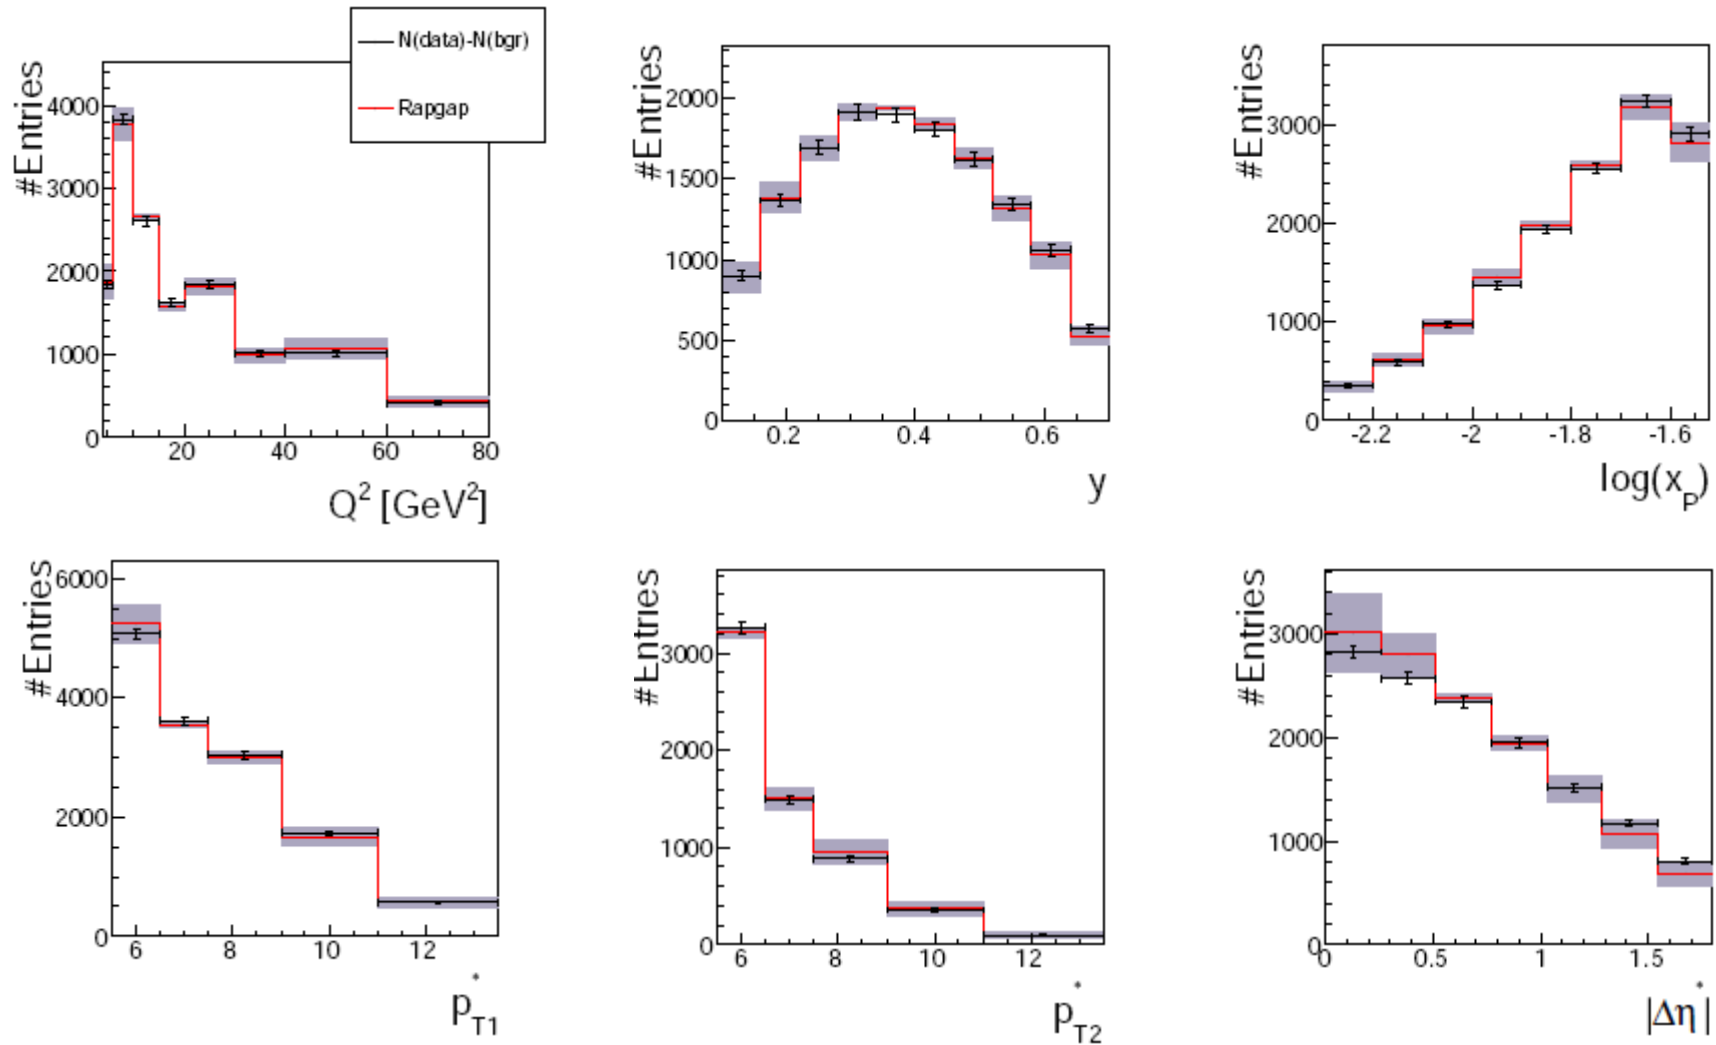 N(data)-N(bgr)
Rapgap
#Entries
4000
3000
2000
1000
0
20 40 60 80
Q² [GeV²]
#Entries
2000
1500
1000
500
0
0.2 0.4 0.6
y
#Entries
3000
2000
1000
0
-2.2 -2 -1.8 -1.6
log(x_P)
#Entries
6000
4000
2000
0
6 8 10 12
p*_T1
#Entries
3000
2000
1000
0
6 8 10 12
p*_T2
#Entries
3000
2000
1000
0
0 0.5 1 1.5
|Δη*|